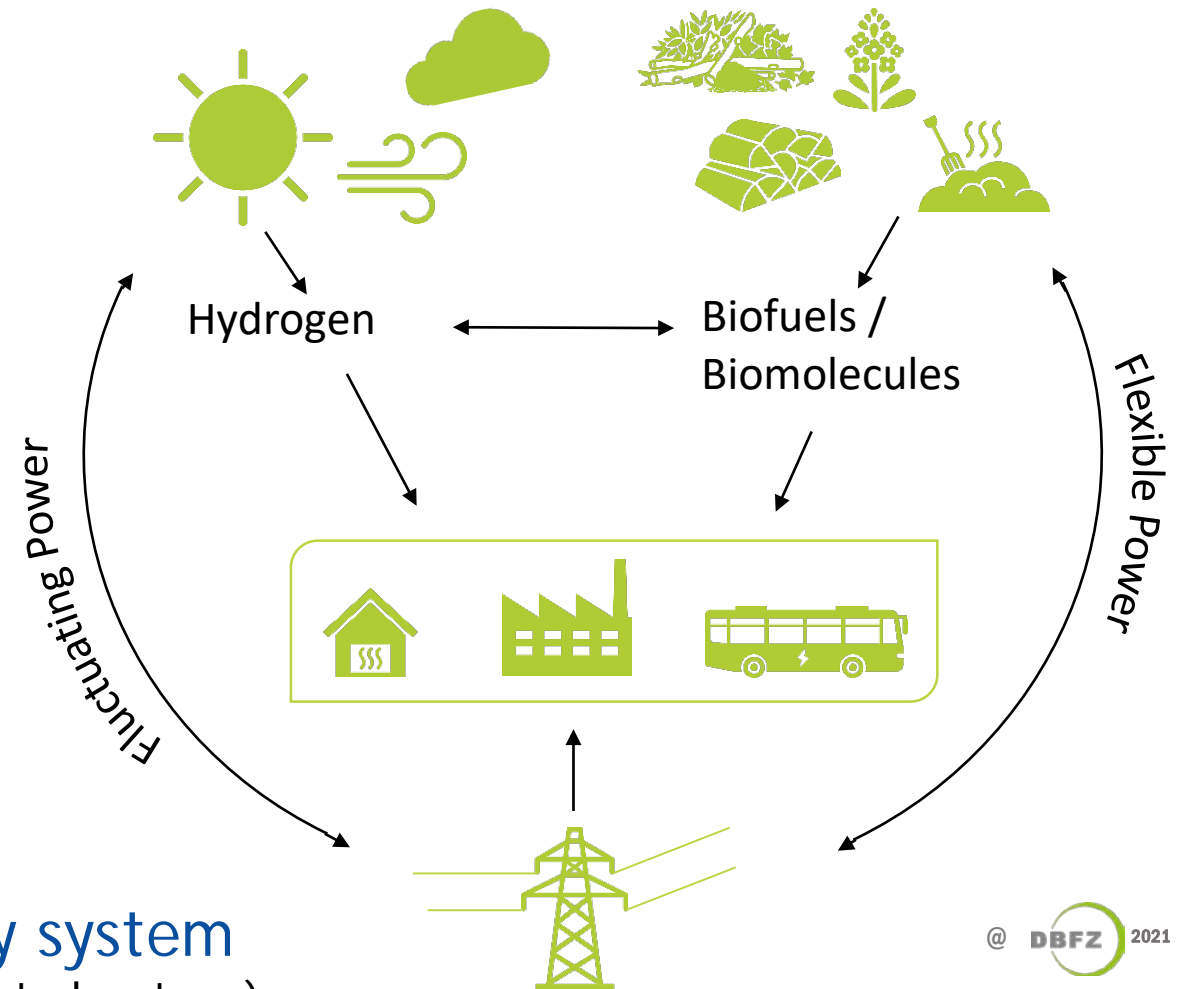 Hydrogen
Biofuels /
Biomolecules
Fluctuating Power
Flexible Power
y system
@ DBFZ 2021